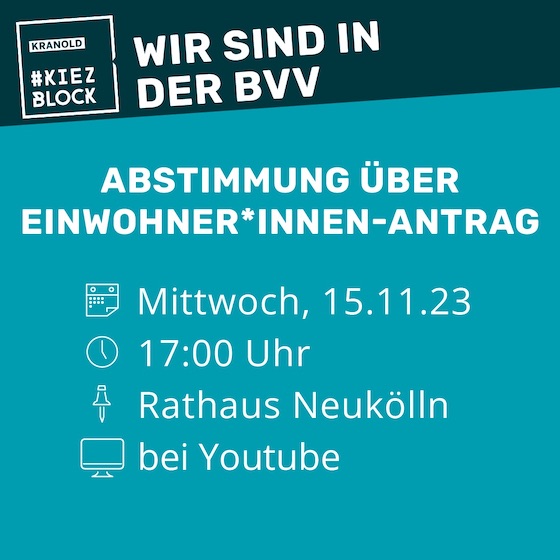 KRANOLD
#KIEZ
BLOCK
WIR SIND IN
DER BVV
ABSTIMMUNG ÜBER
EINWOHNER*INNEN-ANTRAG
Mittwoch, 15.11.23
17:00 Uhr
Rathaus Neukölln
bei Youtube